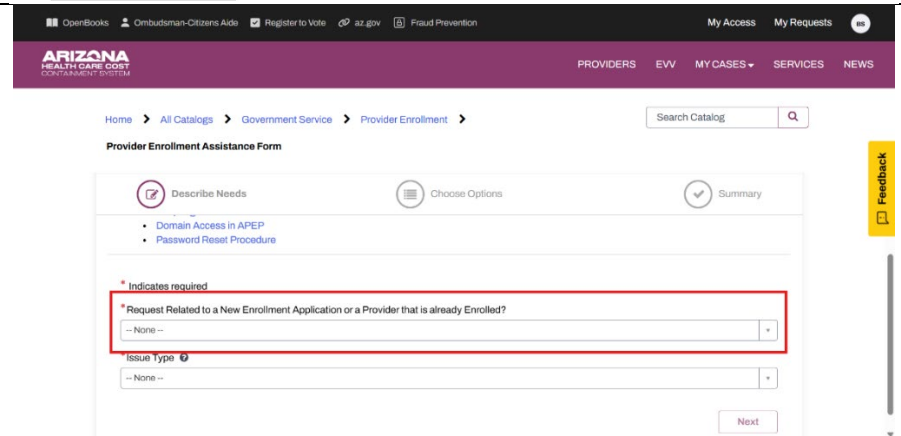 OpenBooks Ombudsman-Citizens Aide Register to Vote az.gov Fraud Prevention My Access My Requests BS
ARIZONA
HEALTH CARE COST
CONTAINMENT SYSTEM
PROVIDERS EVV MY CASES SERVICES NEWS
Home > All Catalogs > Government Service > Provider Enrollment >
Search Catalog
Provider Enrollment Assistance Form
Feedback
Describe Needs Choose Options Summary
• Domain Access in APEP
• Password Reset Procedure
* Indicates required
*Request Related to a New Enrollment Application or a Provider that is already Enrolled?
-- None --
*Issue Type
-- None --
Next